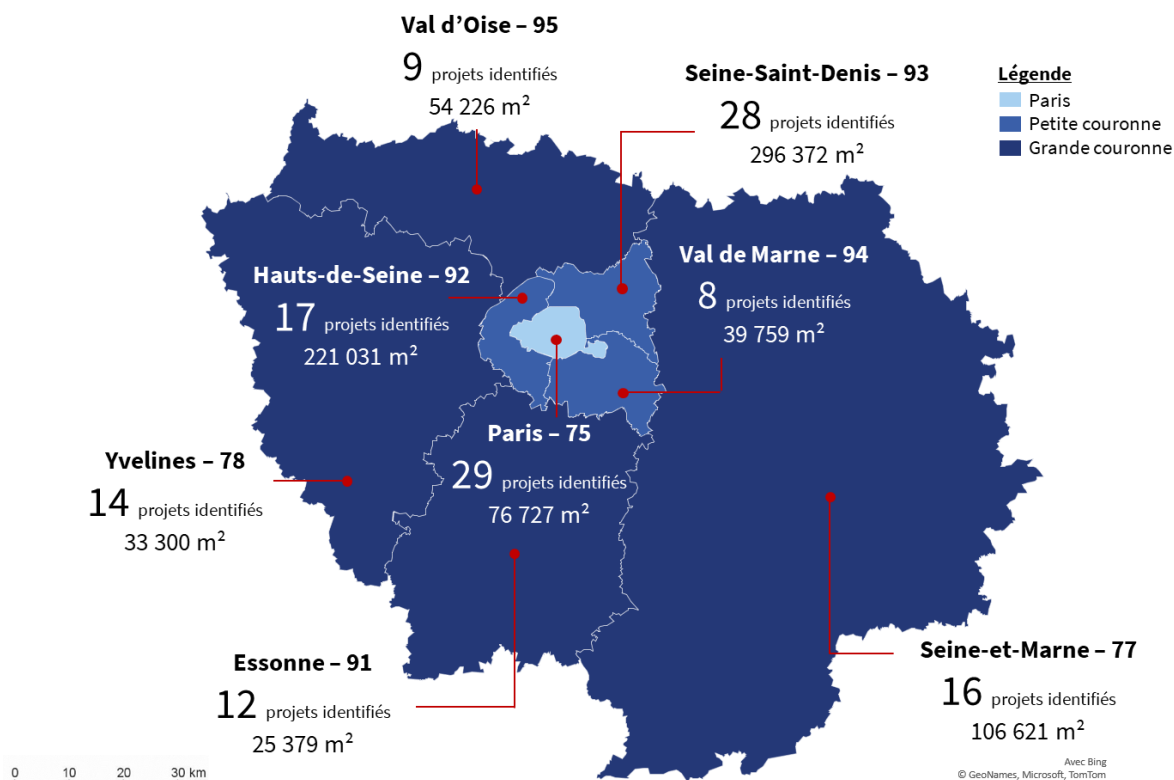 Val d’Oise – 95
9 projets identifiés
54 226 m²
Seine-Saint-Denis – 93
28 projets identifiés
296 372 m²
Légende
Paris
Petite couronne
Grande couronne
Hauts-de-Seine – 92
17 projets identifiés
221 031 m²
Val de Marne – 94
8 projets identifiés
39 759 m²
Paris – 75
29 projets identifiés
76 727 m²
Yvelines – 78
14 projets identifiés
33 300 m²
Essonne – 91
12 projets identifiés
25 379 m²
Seine-et-Marne – 77
16 projets identifiés
106 621 m²
0 10 20 30 km
Avec Bing
© GeoNames, Microsoft, TomTom